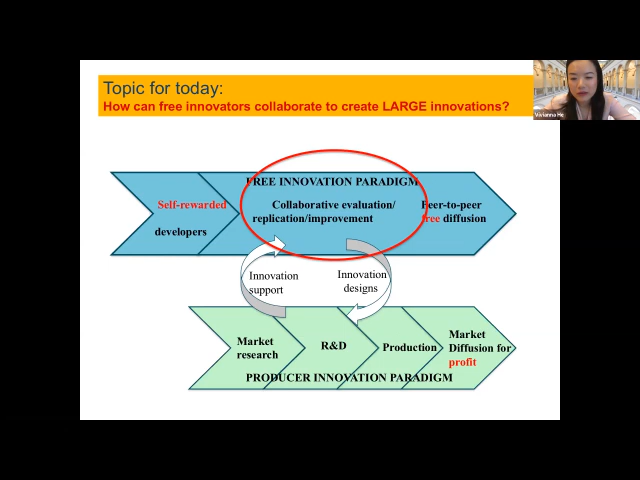 Topic for today:
How can free innovators collaborate to create LARGE innovations?
Vivianna He
FREE INNOVATION PARADIGM
Self-rewarded
developers
Collaborative evaluation/
replication/improvement
Peer-to-peer
free diffusion
Innovation
support
Innovation
designs
Market
research
R&D
Production
Market
Diffusion for
profit
PRODUCER INNOVATION PARADIGM